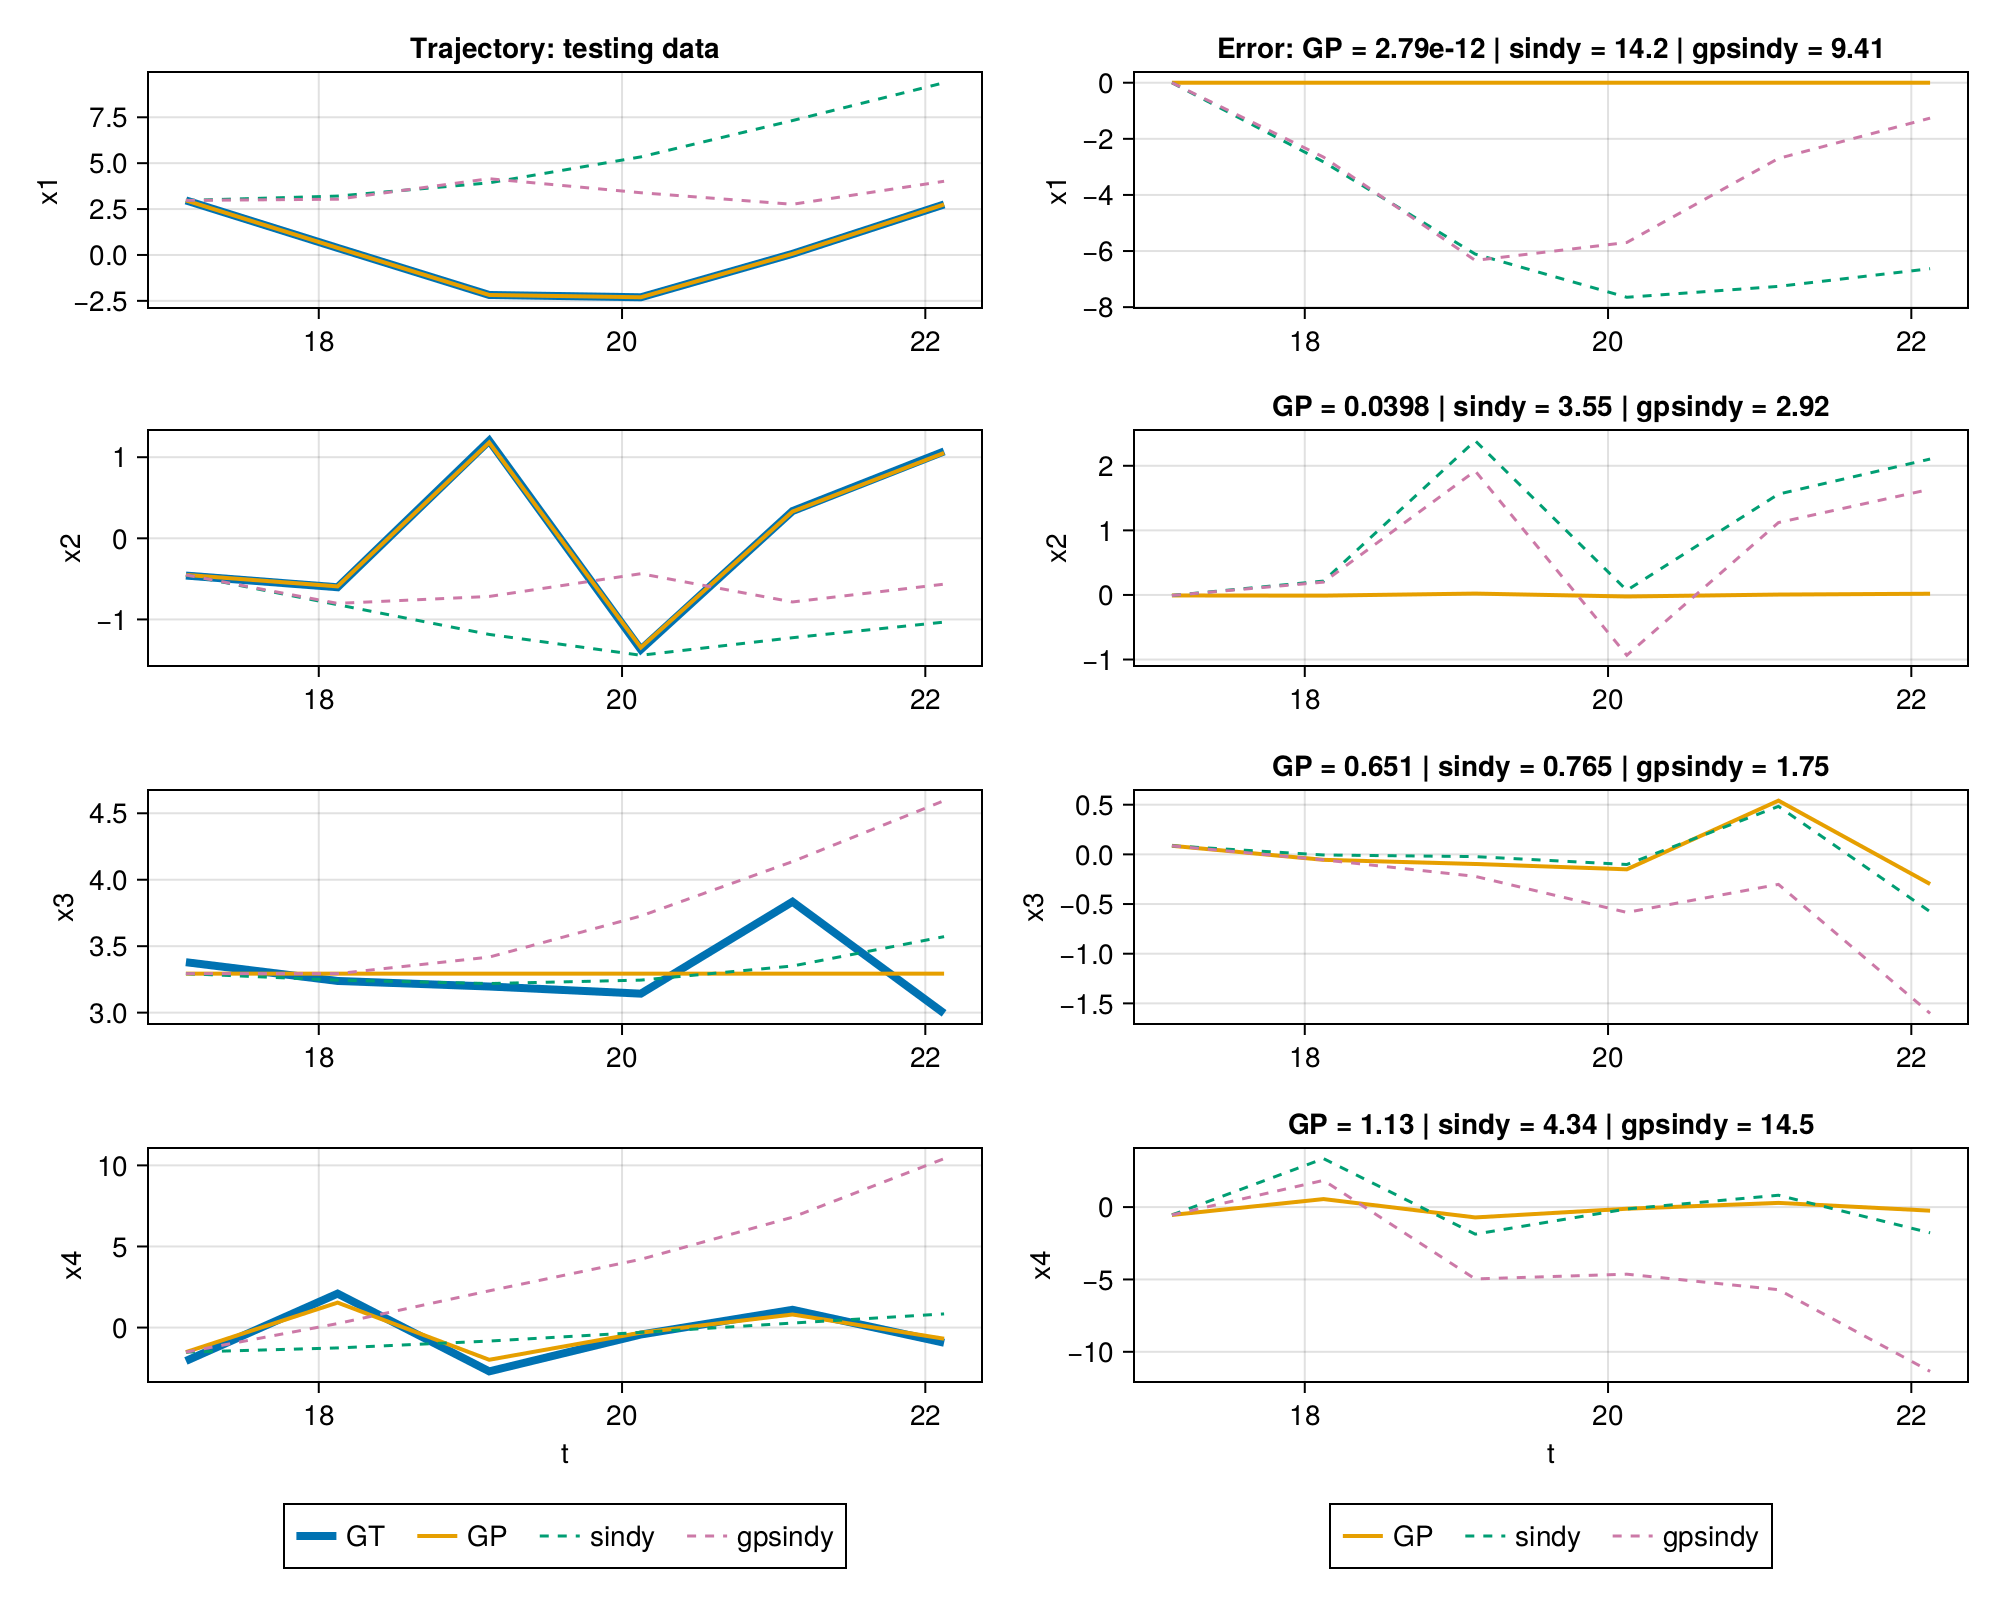 Trajectory: testing data
x1
7.5
5.0
2.5
0.0
−2.5
18 20 22
Error: GP = 2.79e-12 | sindy = 14.2 | gpsindy = 9.41
x1
0
−2
−4
−6
−8
18 20 22
x2
1
0
−1
18 20 22
GP = 0.0398 | sindy = 3.55 | gpsindy = 2.92
x2
2
1
0
−1
18 20 22
x3
4.5
4.0
3.5
3.0
18 20 22
GP = 0.651 | sindy = 0.765 | gpsindy = 1.75
x3
0.5
0.0
−0.5
−1.0
−1.5
18 20 22
x4
10
5
0
18 20 22
t
GP = 1.13 | sindy = 4.34 | gpsindy = 14.5
x4
0
−5
−10
18 20 22
t
GT GP sindy gpsindy
GP sindy gpsindy